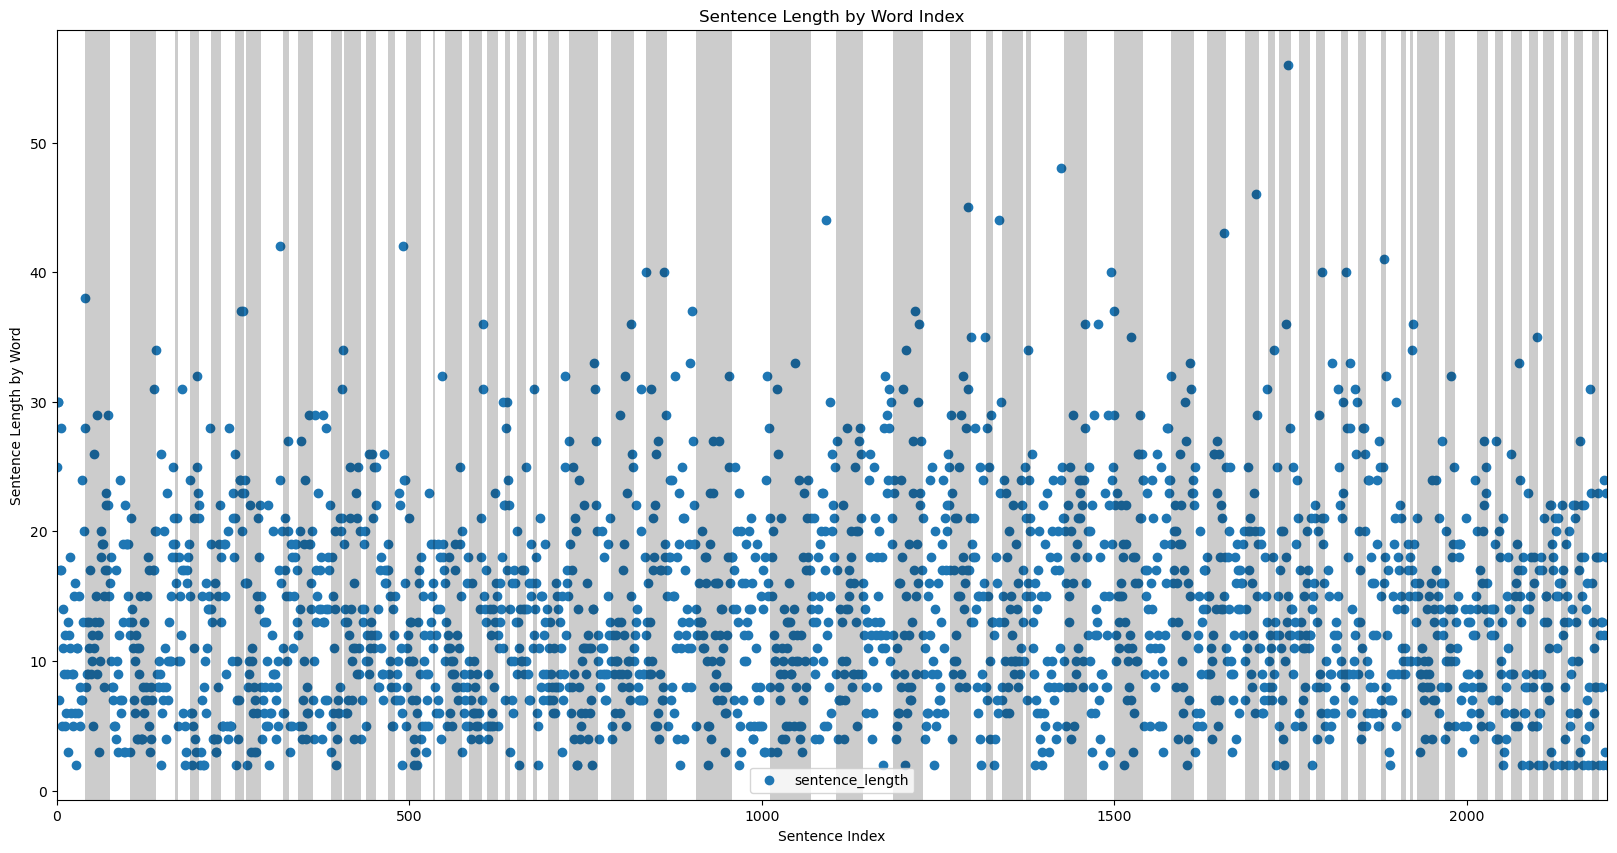 Sentence Length by Word Index
Sentence Length by Word
50
40
30
20
10
0
sentence_length
0 500 1000 1500 2000
Sentence Index